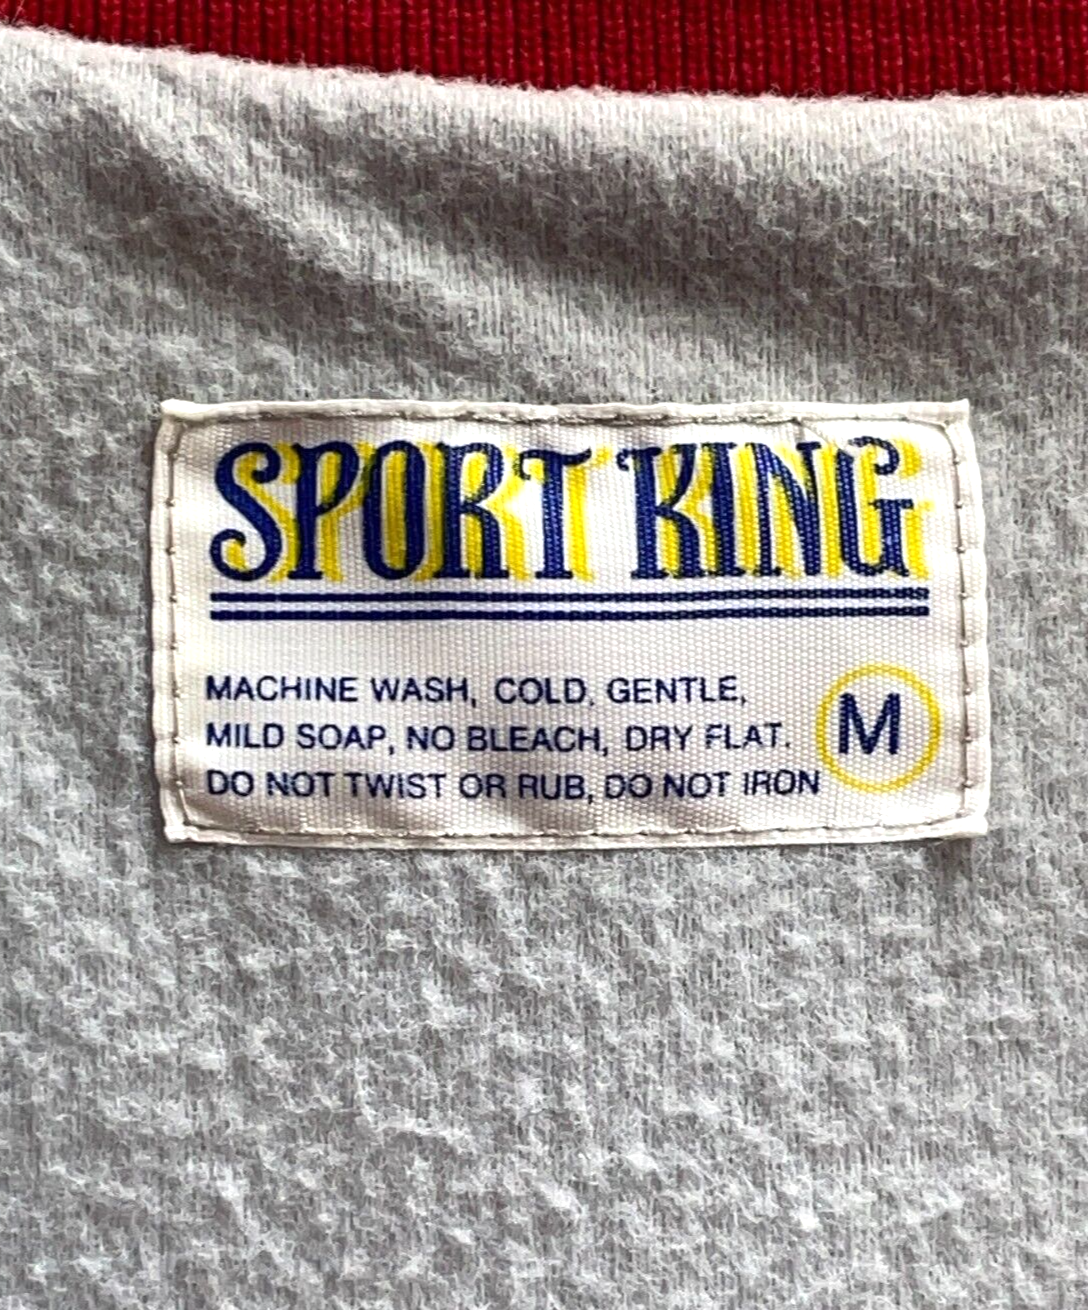 SPORT KING
MACHINE WASH, COLD, GENTLE,
MILD SOAP, NO BLEACH, DRY FLAT.
DO NOT TWIST OR RUB, DO NOT IRON
M